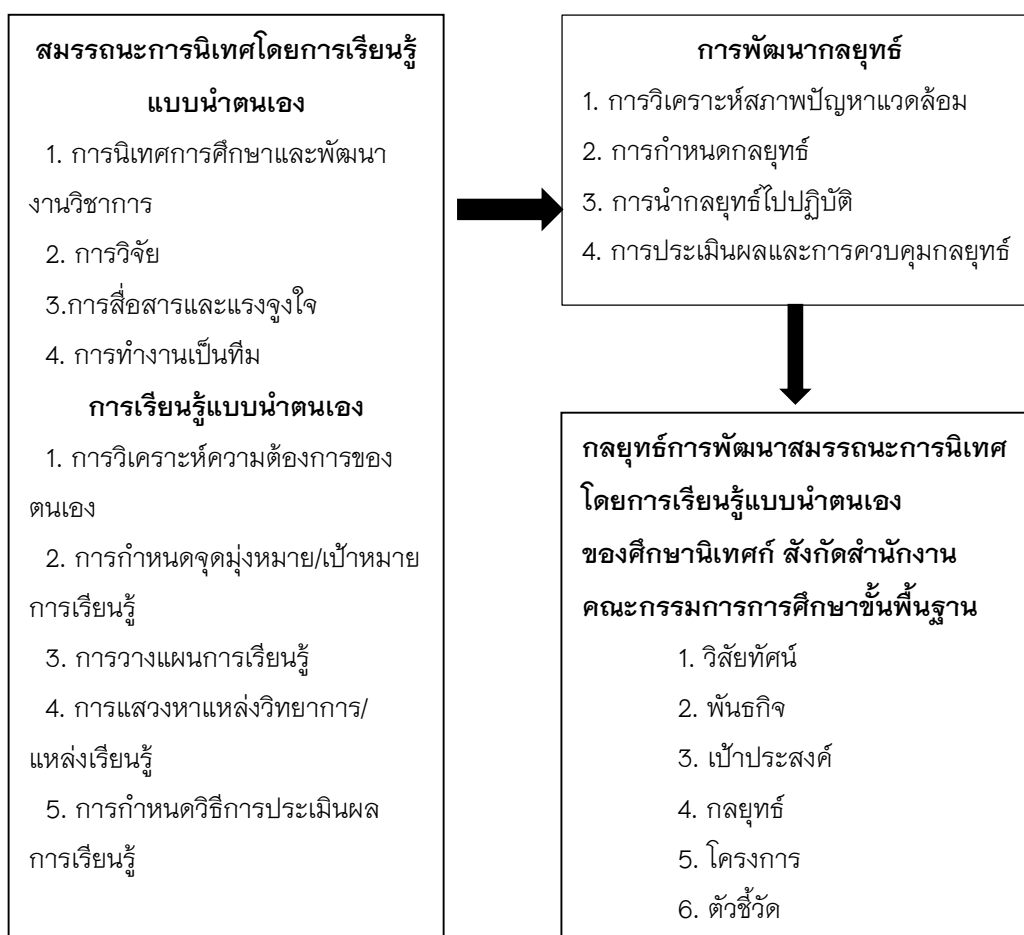 สมรรถนะการนิเทศโดยการเรียนรู้
แบบนำตนเอง
1. การนิเทศการศึกษาและพัฒนา
งานวิชาการ
2. การวิจัย
3.การสื่อสารและแรงจูงใจ
4. การทำงานเป็นทีม
การเรียนรู้แบบนำตนเอง
1. การวิเคราะห์ความต้องการของ
ตนเอง
2. การกำหนดจุดมุ่งหมาย/เป้าหมาย
การเรียนรู้
3. การวางแผนการเรียนรู้
4. การแสวงหาแหล่งวิทยาการ/
แหล่งเรียนรู้
5. การกำหนดวิธีการประเมินผล
การเรียนรู้
การพัฒนากลยุทธ์
1. การวิเคราะห์สภาพปัญหาแวดล้อม
2. การกำหนดกลยุทธ์
3. การนำกลยุทธ์ไปปฏิบัติ
4. การประเมินผลและการควบคุมกลยุทธ์
กลยุทธ์การพัฒนาสมรรถนะการนิเทศ
โดยการเรียนรู้แบบนำตนเอง
ของศึกษานิเทศก์ สังกัดสำนักงาน
คณะกรรมการการศึกษาขั้นพื้นฐาน
1. วิสัยทัศน์
2. พันธกิจ
3. เป้าประสงค์
4. กลยุทธ์
5. โครงการ
6. ตัวชี้วัด